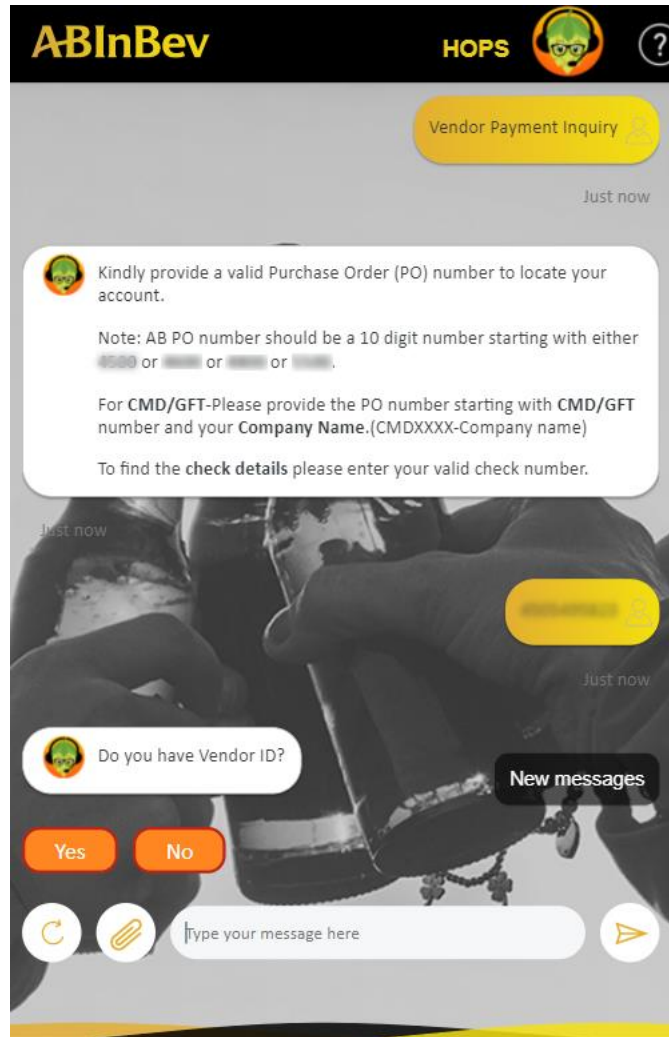 ABInBev
HOPS
?
Vendor Payment Inquiry
Just now
Kindly provide a valid Purchase Order (PO) number to locate your
account.
Note: AB PO number should be a 10 digit number starting with either
or or or .
For CMD/GFT-Please provide the PO number starting with CMD/GFT
number and your Company Name.(CMDXXXX-Company name)
To find the check details please enter your valid check number.
Just now
Just now
Do you have Vendor ID?
New messages
Yes
No
Type your message here